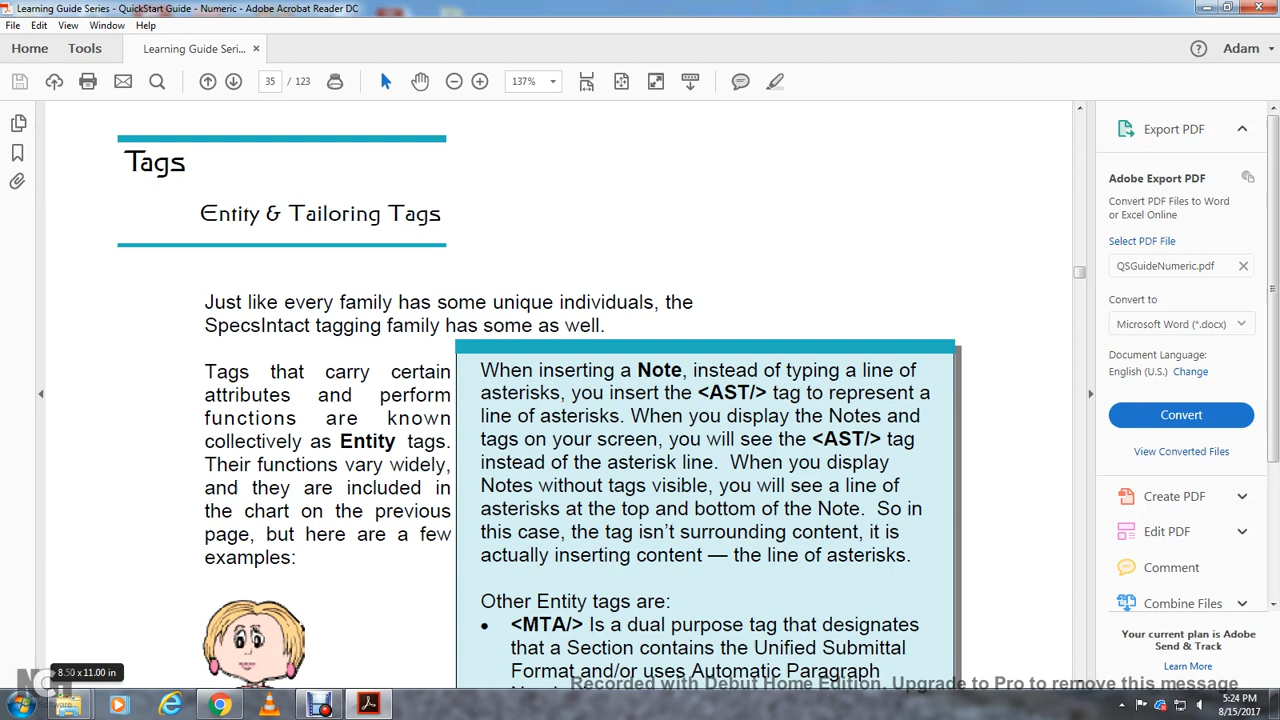 Learning Guide Series - QuickStart Guide - Numeric - Adobe Acrobat Reader DC
File Edit View Window Help
Home Tools Learning Guide Seri... × Adam
35 / 123 137%
Tags
Entity & Tailoring Tags
Just like every family has some unique individuals, the
SpecsIntact tagging family has some as well.
Tags that carry certain
attributes and perform
functions are known
collectively as Entity tags.
Their functions vary widely,
and they are included in
the chart on the previous
page, but here are a few
examples:
When inserting a Note, instead of typing a line of
asterisks, you insert the <AST/> tag to represent a
line of asterisks. When you display the Notes and
tags on your screen, you will see the <AST/> tag
instead of the asterisk line. When you display
Notes without tags visible, you will see a line of
asterisks at the top and bottom of the Note. So in
this case, the tag isn't surrounding content, it is
actually inserting content — the line of asterisks.
Other Entity tags are:
• <MTA/> Is a dual purpose tag that designates
that a Section contains the Unified Submittal
Format and/or uses Automatic Paragraph
Export PDF
Adobe Export PDF
Convert PDF Files to Word
or Excel Online
Select PDF File
QSGuideNumeric.pdf
Convert to
Microsoft Word (*.docx)
Document Language:
English (U.S.) Change
Convert
View Converted Files
Create PDF
Edit PDF
Comment
Combine Files
Your current plan is Adobe
Send & Track
Learn More
8.50 x 11.00 in
NCH
Software
Recorded with Debut Home Edition. Upgrade to Pro to remove this message
5:24 PM
8/15/2017